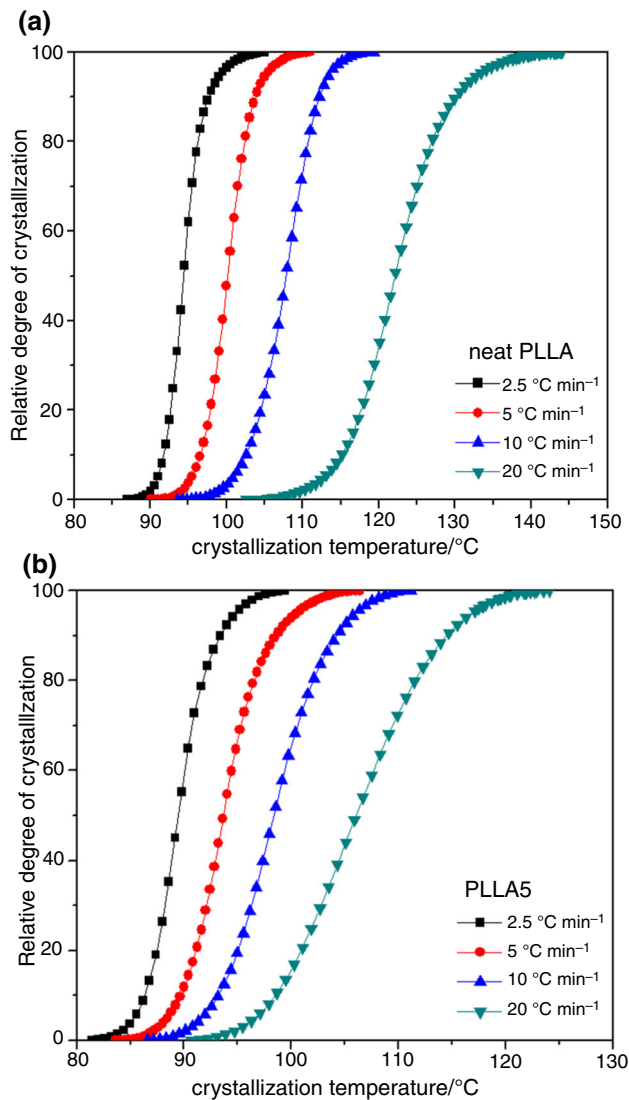 (a)
100
80
60
40
20
0
Relative degree of crystallization
neat PLLA
2.5 °C min⁻¹
5 °C min⁻¹
10 °C min⁻¹
20 °C min⁻¹
80 90 100 110 120 130 140 150
crystallization temperature/°C
(b)
100
80
60
40
20
0
Relative degree of crystallization
PLLA5
2.5 °C min⁻¹
5 °C min⁻¹
10 °C min⁻¹
20 °C min⁻¹
80 90 100 110 120 130
crystallization temperature/°C